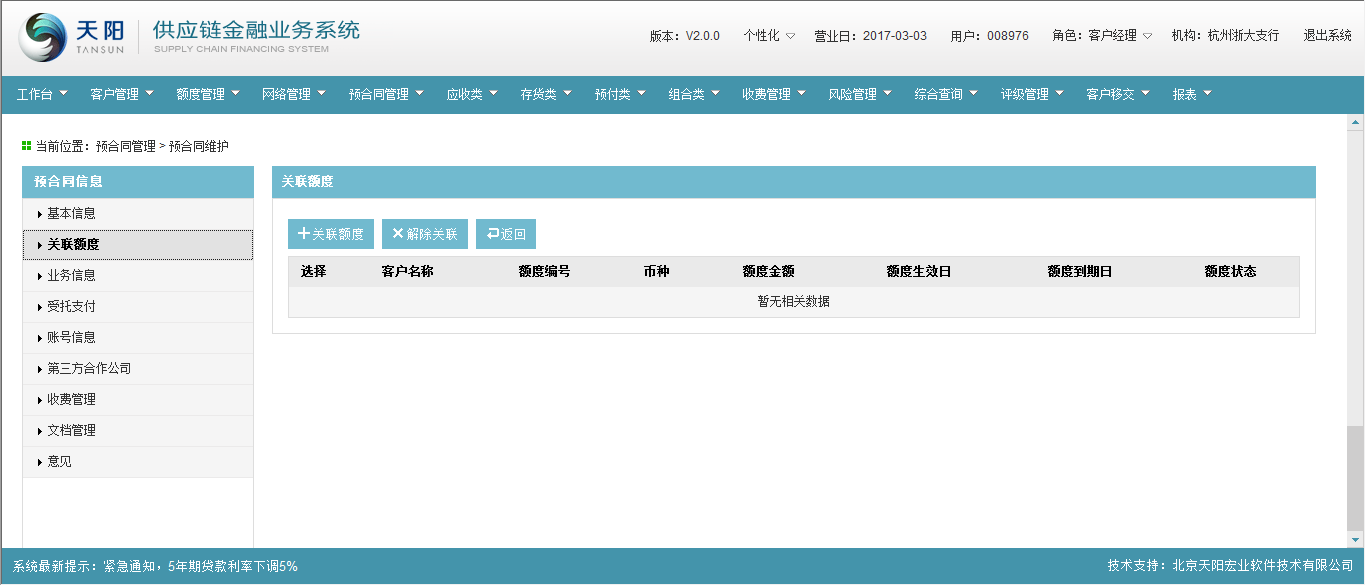 天阳 TANSUN 供应链金融业务系统 SUPPLY CHAIN FINANCING SYSTEM
版本：V2.0.0 个性化 营业日：2017-03-03 用户：008976 角色：客户经理 机构：杭州浙大支行 退出系统
工作台 客户管理 额度管理 网络管理 预合同管理 应收类 存货类 预付类 组合类 收费管理 风险管理 综合查询 评级管理 客户移交 报表
当前位置：预合同管理 > 预合同维护
预合同信息
基本信息
关联额度
业务信息
受托支付
账号信息
第三方合作公司
收费管理
文档管理
意见
关联额度
关联额度 解除关联 返回
选择 客户名称 额度编号 币种 额度金额 额度生效日 额度到期日 额度状态
暂无相关数据
系统最新提示：紧急通知，5年期贷款利率下调5%
技术支持：北京天阳宏业软件技术有限公司